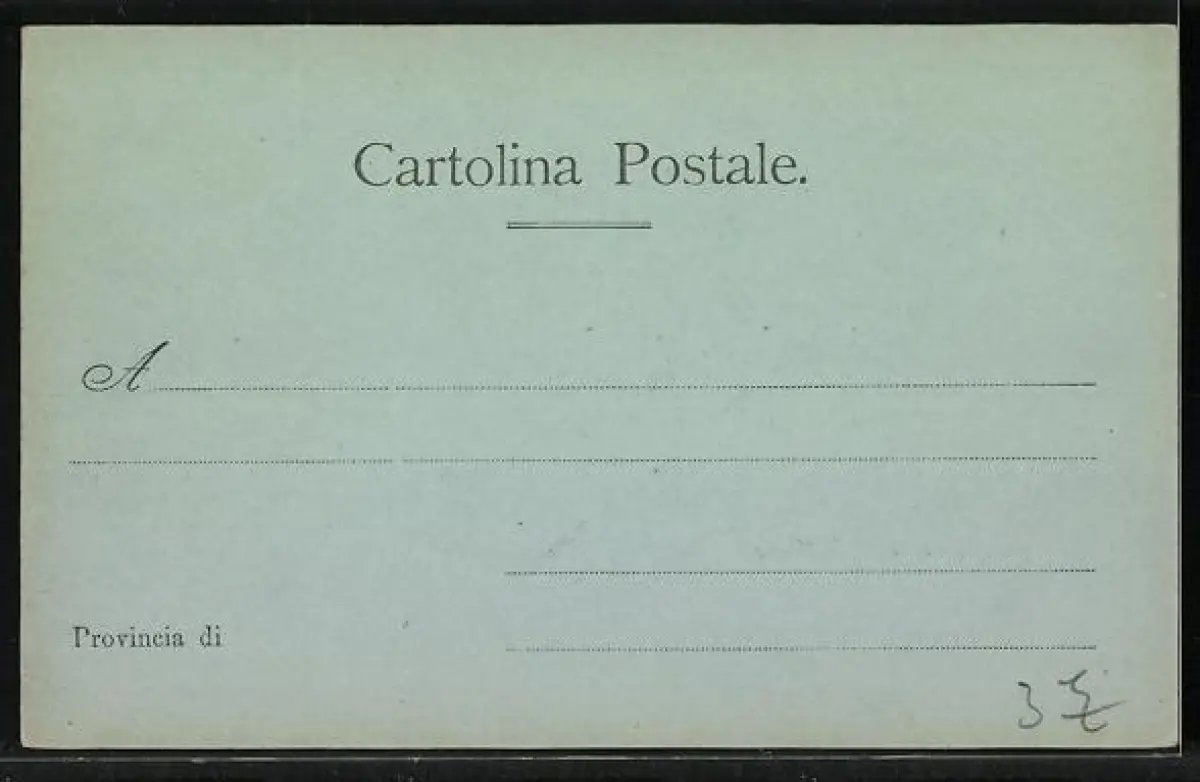 Cartolina Postale.
A
Provincia di